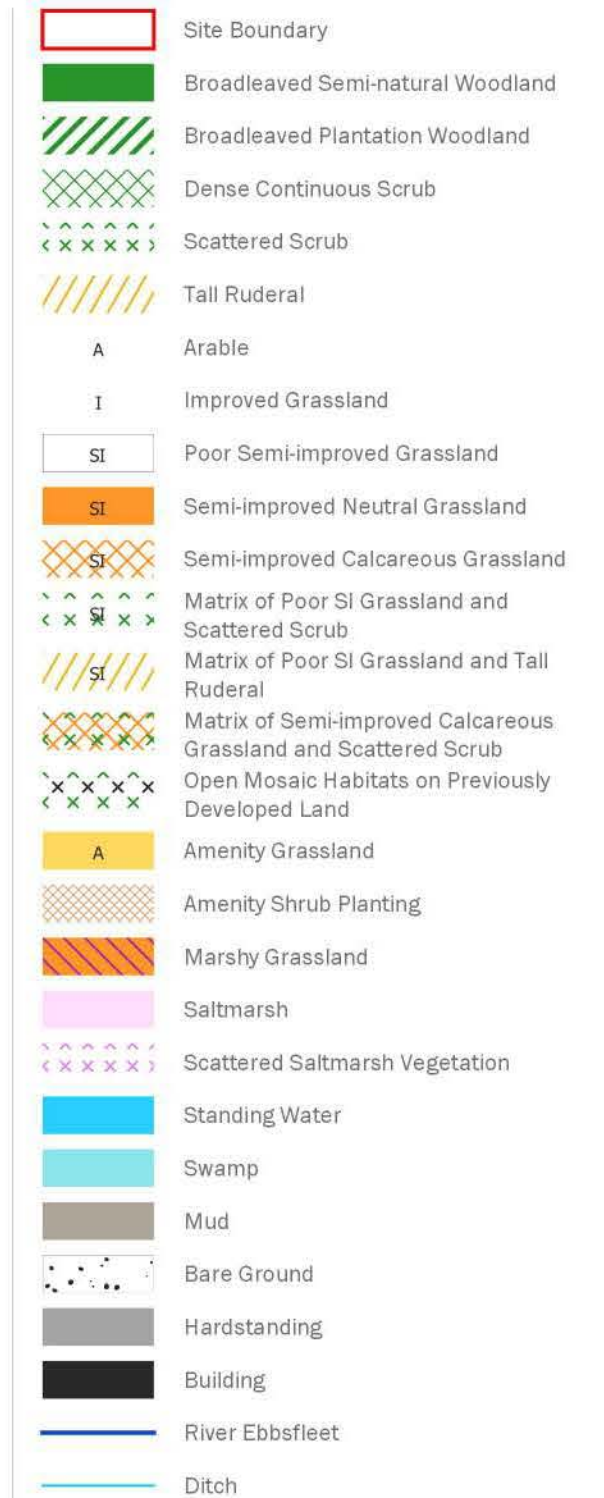 Site Boundary
Broadleaved Semi-natural Woodland
Broadleaved Plantation Woodland
Dense Continuous Scrub
Scattered Scrub
Tall Ruderal
A Arable
I Improved Grassland
SI Poor Semi-improved Grassland
SI Semi-improved Neutral Grassland
SI Semi-improved Calcareous Grassland
SI Matrix of Poor SI Grassland and
Scattered Scrub
SI Matrix of Poor SI Grassland and Tall
Ruderal
Matrix of Semi-improved Calcareous
Grassland and Scattered Scrub
Open Mosaic Habitats on Previously
Developed Land
A Amenity Grassland
Amenity Shrub Planting
Marshy Grassland
Saltmarsh
Scattered Saltmarsh Vegetation
Standing Water
Swamp
Mud
Bare Ground
Hardstanding
Building
River Ebbsfleet
Ditch